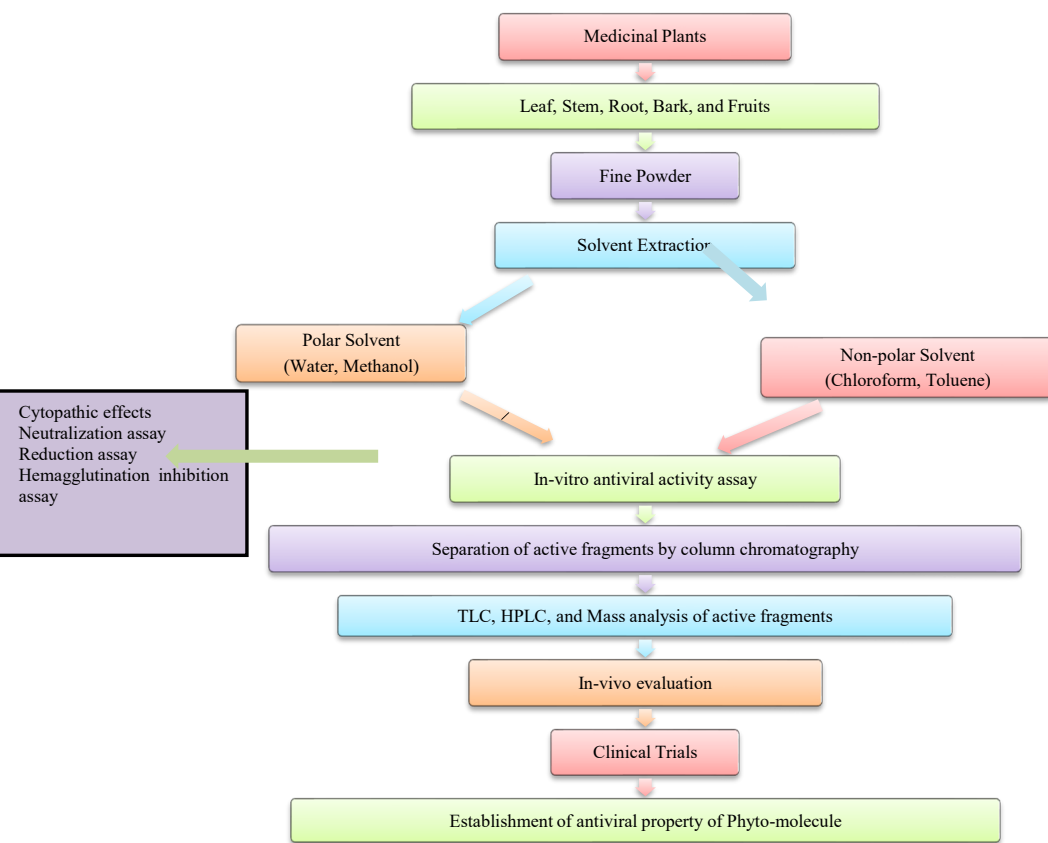 Medicinal Plants
Leaf, Stem, Root, Bark, and Fruits
Fine Powder
Solvent Extraction
Polar Solvent
(Water, Methanol)
Non-polar Solvent
(Chloroform, Toluene)
Cytopathic effects
Neutralization assay
Reduction assay
Hemagglutination inhibition
assay
In-vitro antiviral activity assay
Separation of active fragments by column chromatography
TLC, HPLC, and Mass analysis of active fragments
In-vivo evaluation
Clinical Trials
Establishment of antiviral property of Phyto-molecule